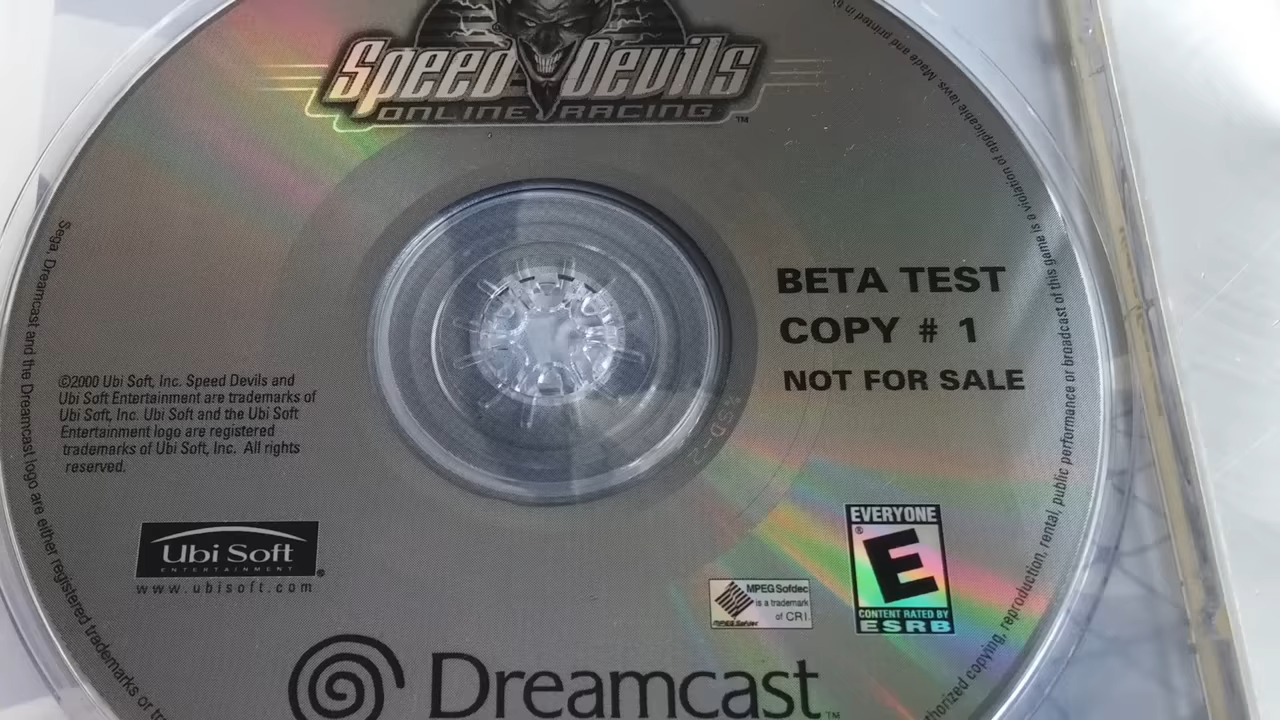 Speed Devils
ONLINE RACING™
BETA TEST
COPY # 1
NOT FOR SALE
©2000 Ubi Soft, Inc. Speed Devils and
Ubi Soft Entertainment are trademarks of
Ubi Soft, Inc. Ubi Soft and the Ubi Soft
Entertainment logo are registered
trademarks of Ubi Soft, Inc. All rights
reserved.
Ubi Soft
ENTERTAINMENT®
www.ubisoft.com
MPEG Sofdec
is a trademark
of CRI.
EVERYONE
®
E
CONTENT RATED BY
ESRB
Dreamcast™
Sega, Dreamcast and the Dreamcast logo are either registered trademarks or
copying, reproduction, rental, public performance or broadcast of this game is a violation of applicable laws. Made and printed in